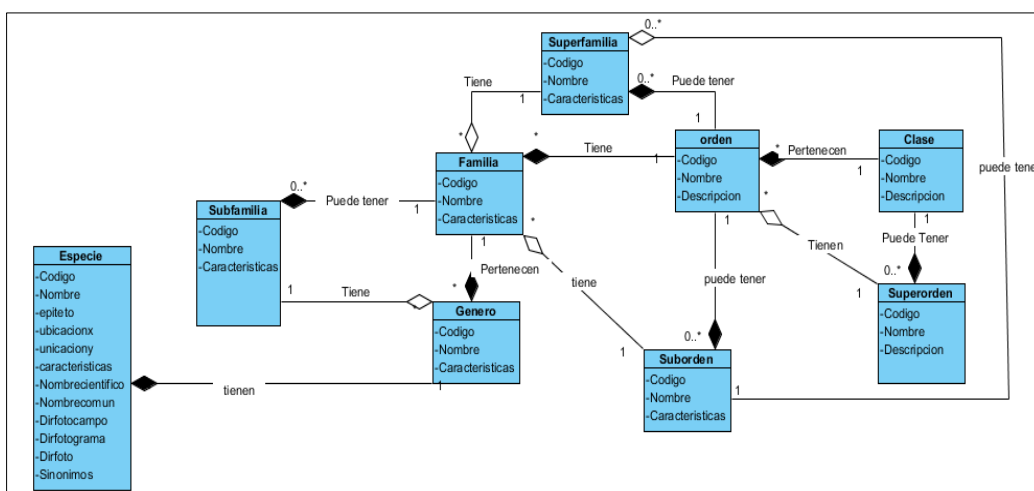 0..*
Superfamilia
-Codigo
-Nombre
-Caracteristicas
Tiene
1
0..*
Puede tener
1
*
*
Familia
-Codigo
-Nombre
-Caracteristicas
Tiene
1
orden
-Codigo
-Nombre
-Descripcion
*
Pertenecen
1
Clase
-Codigo
-Nombre
-Descripcion
puede tene
0..*
Puede tener
1
Subfamilia
-Codigo
-Nombre
-Caracteristicas
1
Pertenecen
*
*
tiene
1
1
puede tener
0..*
*
Tienen
1
1
Puede Tener
0..*
Superorden
-Codigo
-Nombre
-Descripcion
Especie
-Codigo
-Nombre
-epiteto
-ubicacionx
-unicaciony
-características
-Nombrecientifico
-Nombrecomun
-Dirfotocampo
-Dirfotograma
-Dirfoto
-Sinonimos
1
Tiene
*
Genero
-Codigo
-Nombre
-Caracteristicas
tienen
1
Suborden
-Codigo
-Nombre
-Caracteristicas
1